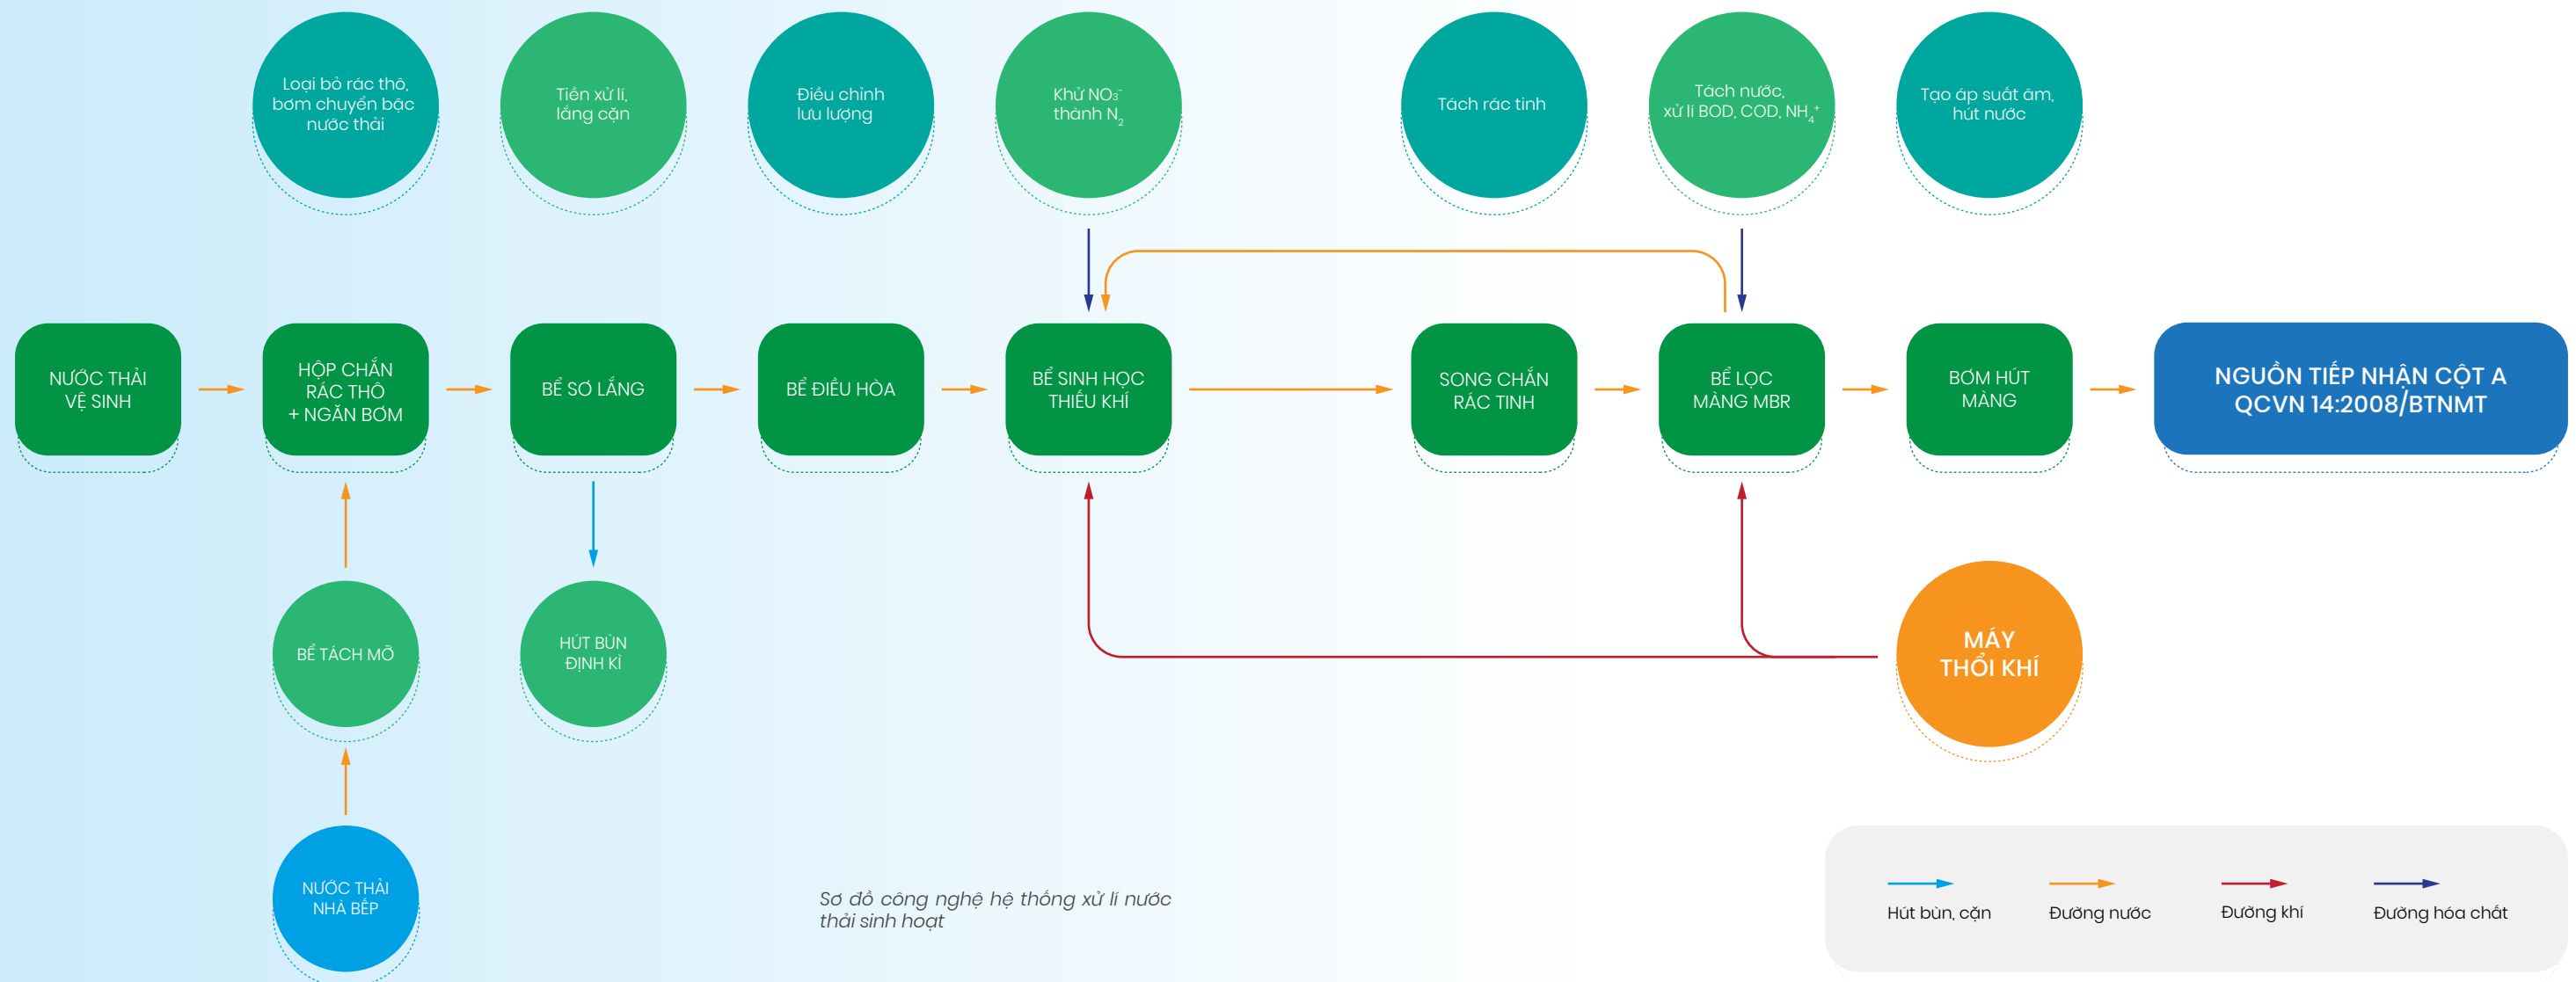 Loại bỏ rác thô,
bơm chuyển bậc
nước thải
Tiền xử lí,
lắng cặn
Điều chỉnh
lưu lượng
Khử NO₃⁻
thành N₂
Tách rác tinh
Tách nước,
xử lí BOD, COD, NH₄⁺
Tạo áp suất âm,
hút nước
NƯỚC THẢI
VỆ SINH
HỘP CHẮN
RÁC THÔ
+ NGĂN BƠM
BỂ SƠ LẮNG
BỂ ĐIỀU HÒA
BỂ SINH HỌC
THIẾU KHÍ
SONG CHẮN
RÁC TINH
BỂ LỌC
MÀNG MBR
BƠM HÚT
MÀNG
NGUỒN TIẾP NHẬN CỘT A
QCVN 14:2008/BTNMT
BỂ TÁCH MỠ
HÚT BÙN
ĐỊNH KÌ
MÁY
THỔI KHÍ
NƯỚC THẢI
NHÀ BẾP
Sơ đồ công nghệ hệ thống xử lí nước
thải sinh hoạt
Hút bùn, cặn
Đường nước
Đường khí
Đường hóa chất